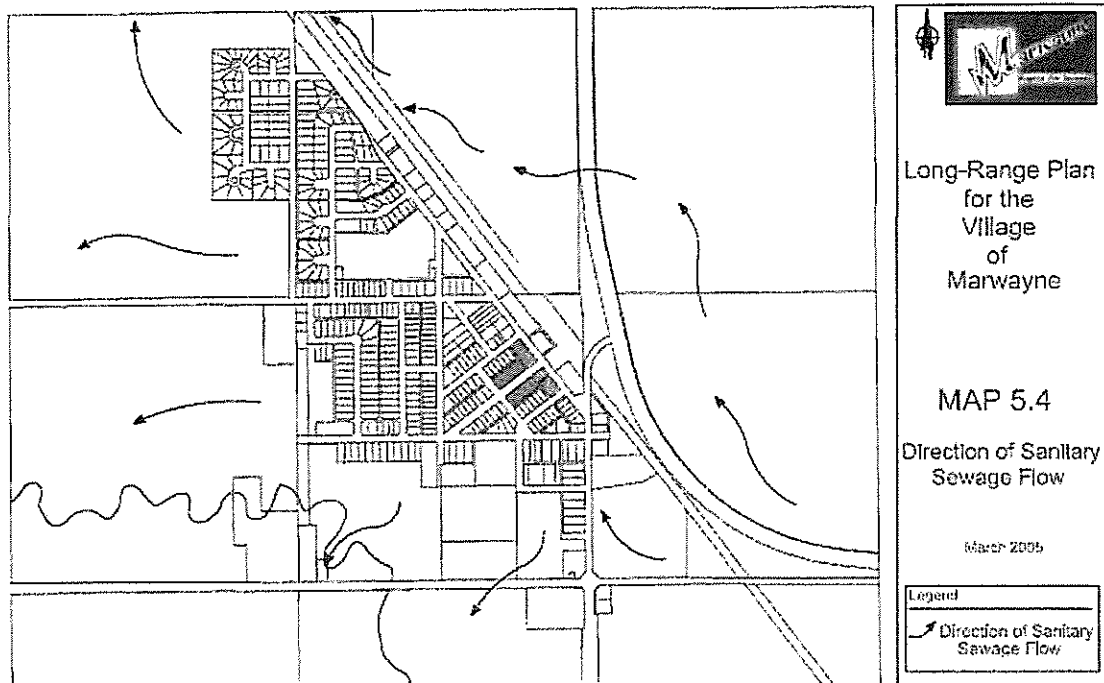 Marwayne
Long-Range Plan
for the
Village
of
Marwayne
MAP 5.4
Direction of Sanitary
Sewage Flow
March 2005
Legend
Direction of Sanitary
Sewage Flow